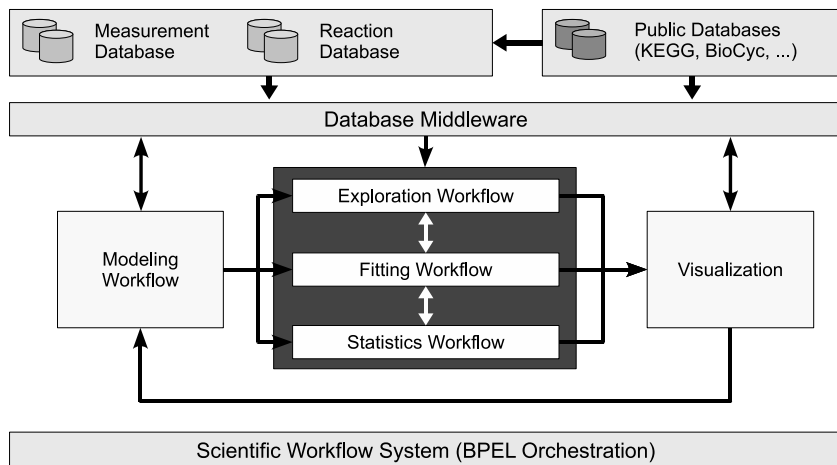 Measurement
Database
Reaction
Database
Public Databases
(KEGG, BioCyc, ...)
Database Middleware
Exploration Workflow
Modeling
Workflow
Fitting Workflow
Visualization
Statistics Workflow
Scientific Workflow System (BPEL Orchestration)